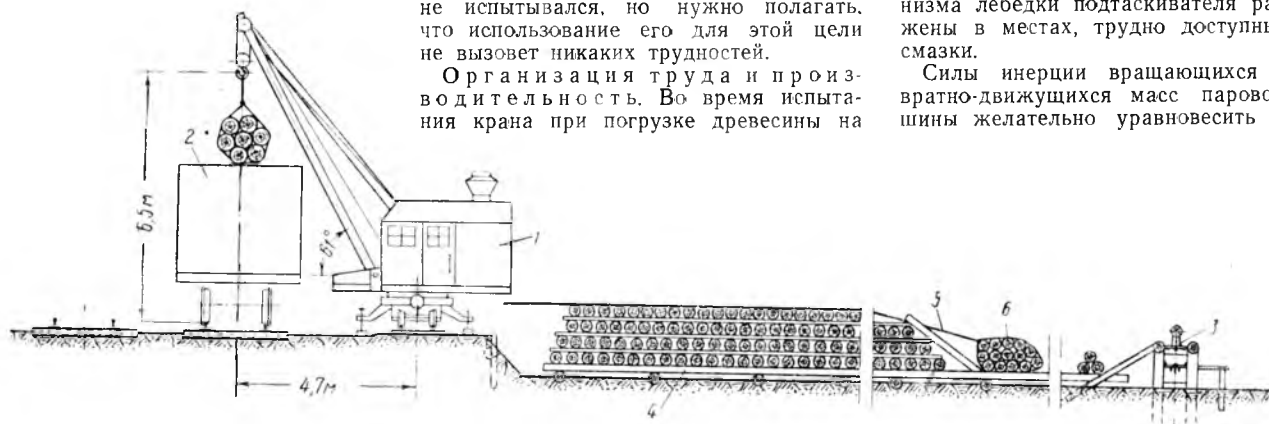 не испытывался, но нужно полагать,
что использование его для этой цели
не вызовет никаких трудностей.
Организация труда и произ-
водительность. Во время испыта-
ния крана при погрузке древесины на
низма лебедки подтаскивателя ра
жены в местах, трудно доступны
смазки.
Силы инерции вращающихся
вратно-движущихся масс парово
шины желательно уравновесить
2
6,5м
61°
1
4,7м
4
5
6
3